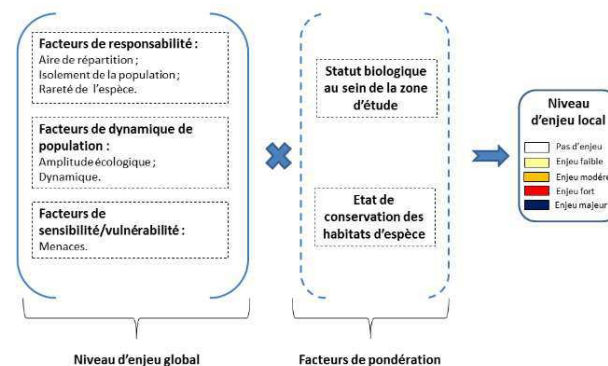 Facteurs de responsabilité :
Aire de répartition ;
Isolement de la population ;
Rareté de l’espèce.
Facteurs de dynamique de
population :
Amplitude écologique ;
Dynamique.
Facteurs de
sensibilité/vulnérabilité :
Menaces.
Niveau d’enjeu global
Statut biologique
au sein de la zone
d’étude
Etat de
conservation des
habitats d’espèce
Facteurs de pondération
Niveau
d’enjeu local
Pas d’enjeu
Enjeu faible
Enjeu modéré
Enjeu fort
Enjeu majeur